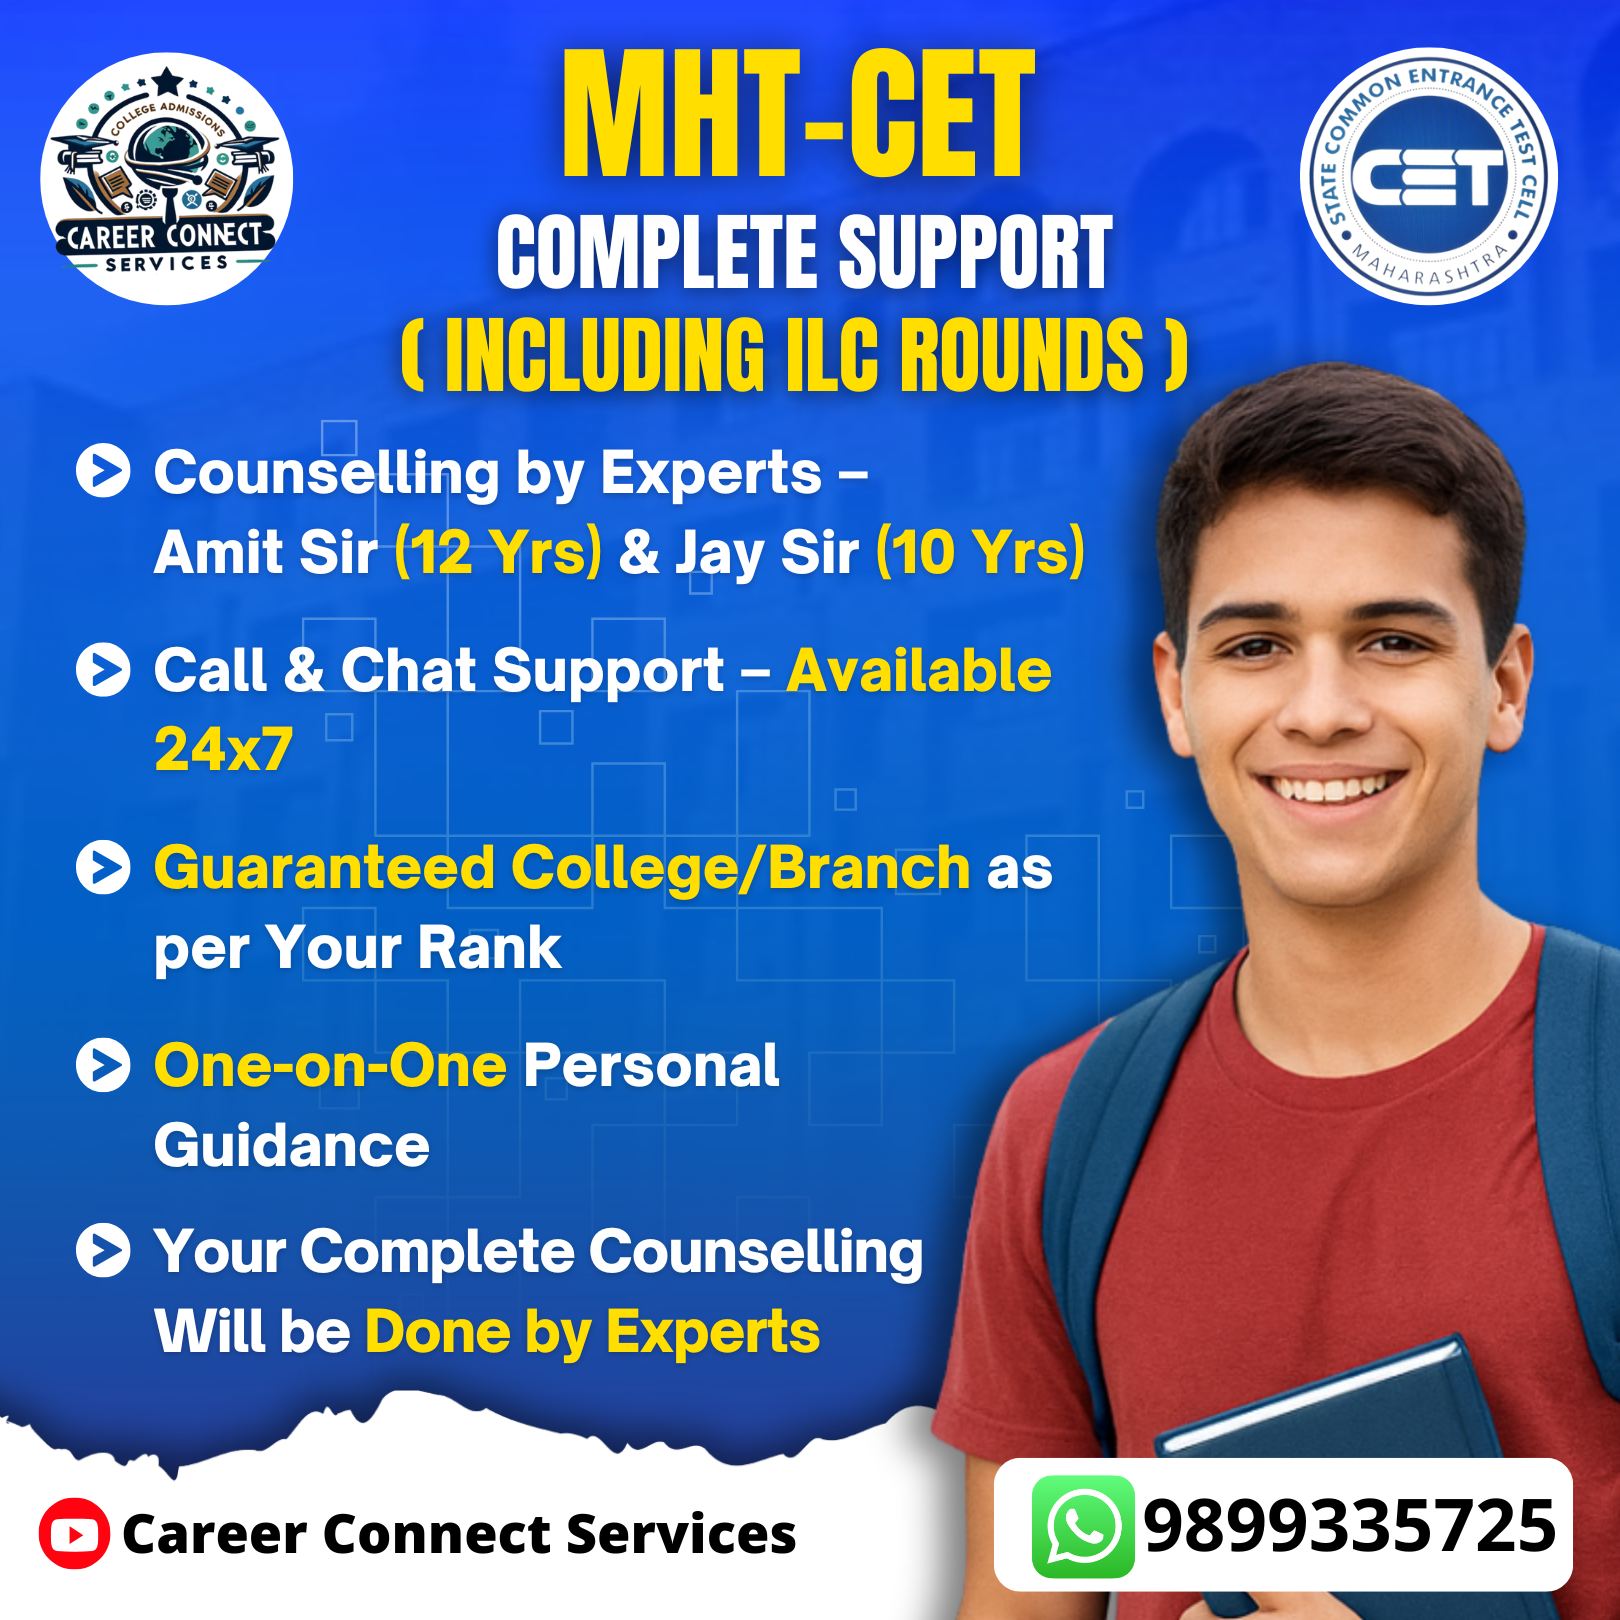 COLLEGE ADMISSIONS
CAREER CONNECT
SERVICES
MHT-CET
COMPLETE SUPPORT
( INCLUDING ILC ROUNDS )
STATE COMMON ENTRANCE TEST CELL
CET
MAHARASHTRA
Counselling by Experts –
Amit Sir (12 Yrs) & Jay Sir (10 Yrs)
Call & Chat Support – Available
24x7
Guaranteed College/Branch as
per Your Rank
One-on-One Personal
Guidance
Your Complete Counselling
Will be Done by Experts
Career Connect Services
9899335725